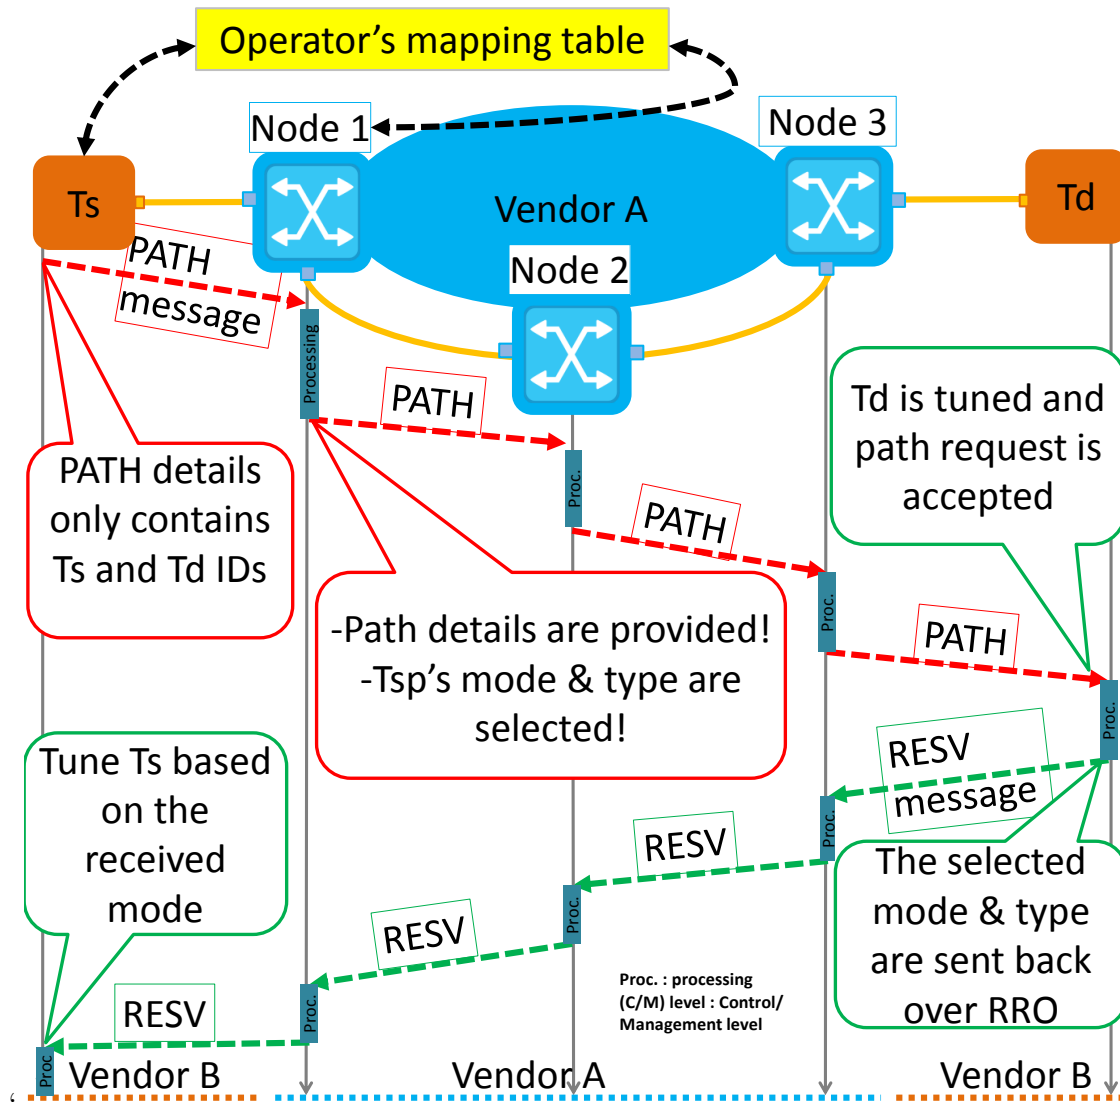 Operator’s mapping table
Node 1
Node 3
Ts
Vendor A
Td
Node 2
PATH
message
Processing
PATH
Td is tuned and
path request is
accepted
PATH details
only contains
Ts and Td IDs
Proc.
PATH
Proc.
-Path details are provided!
-Tsp’s mode & type are
selected!
PATH
Proc.
RESV
message
Tune Ts based
on the
received
mode
Proc.
RESV
The selected
mode & type
are sent back
over RRO
Proc.
RESV
Proc. : processing
(C/M) level : Control/
Management level
Proc.
RESV
Proc
Vendor B
Vendor A
Vendor B
‘